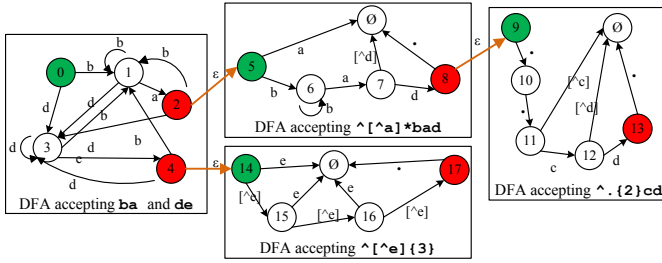 0
b
1
b
b
a
2
d
d
b
3
d
e
d
b
4
d
DFA accepting ba and de
ε
5
a
Ø
b
6
b
a
[^d]
7
d
.
8
DFA accepting ^[^a]*bad
ε
ε
14
e
Ø
.
17
[^e]
15
e
[^e]
e
16
[^e]
DFA accepting ^[^e]{3}
9
.
10
.
11
[^c]
Ø
c
[^d]
12
d
.
13
DFA accepting ^.{2}cd